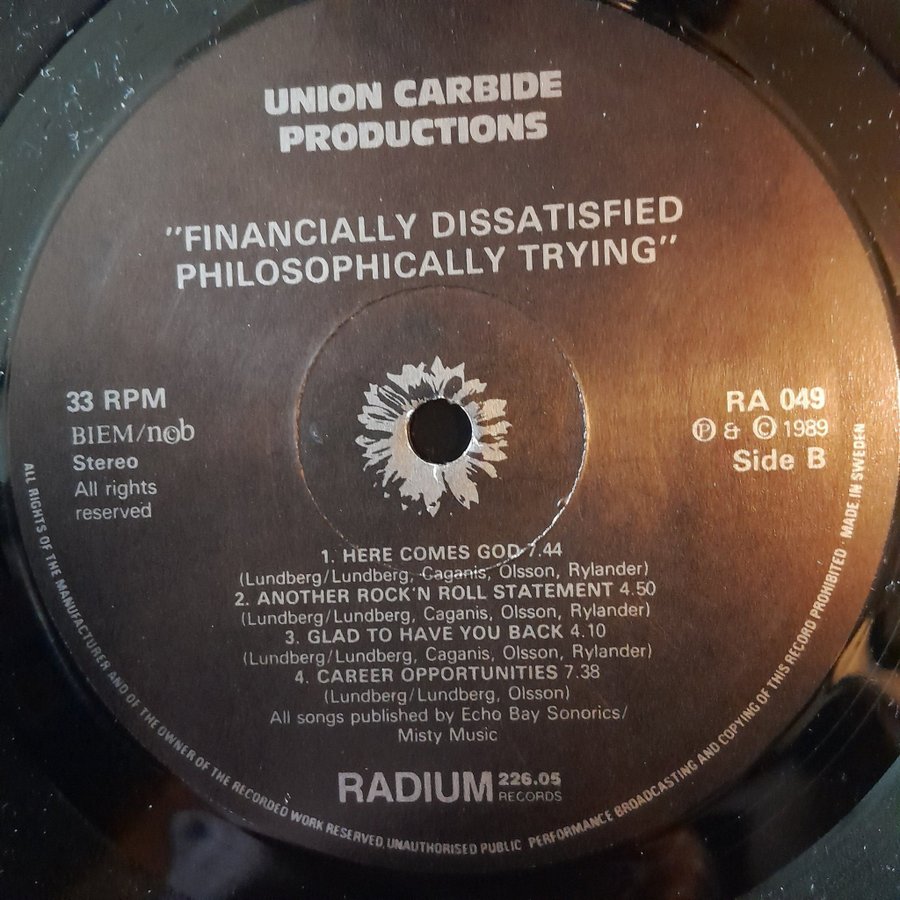 UNION CARBIDE
PRODUCTIONS
"FINANCIALLY DISSATISFIED
PHILOSOPHICALLY TRYING"
33 RPM
BIEM/n©b
Stereo
All rights
reserved
RA 049
℗ & © 1989
Side B
1. HERE COMES GOD 7.44
(Lundberg/Lundberg, Caganis, Olsson, Rylander)
2. ANOTHER ROCK'N ROLL STATEMENT 4.50
(Lundberg/Lundberg, Caganis, Olsson, Rylander)
3. GLAD TO HAVE YOU BACK 4.10
(Lundberg/Lundberg, Caganis, Olsson, Rylander)
4. CAREER OPPORTUNITIES 7.38
(Lundberg/Lundberg, Olsson)
All songs published by Echo Bay Sonorics/
Misty Music
RADIUM 226.05
RECORDS
ALL RIGHTS OF THE MANUFACTURER AND OF THE OWNER OF THE RECORDED WORK RESERVED. UNAUTHORISED PUBLIC PERFORMANCE BROADCASTING AND COPYING OF THIS RECORD PROHIBITED · MADE IN SWEDEN